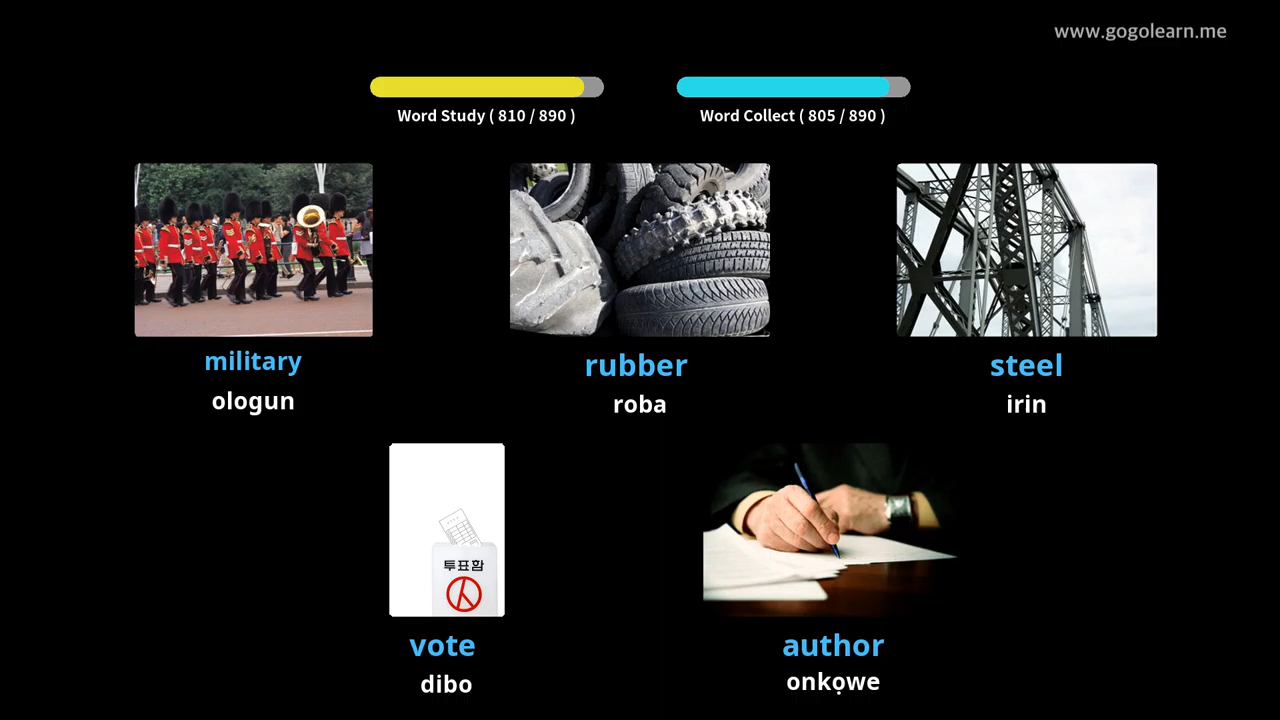 www.gogolearn.me
Word Study ( 810 / 890 )
Word Collect ( 805 / 890 )
military
rubber
steel
ologun
roba
irin
투표함
vote
author
dibo
onkọwe